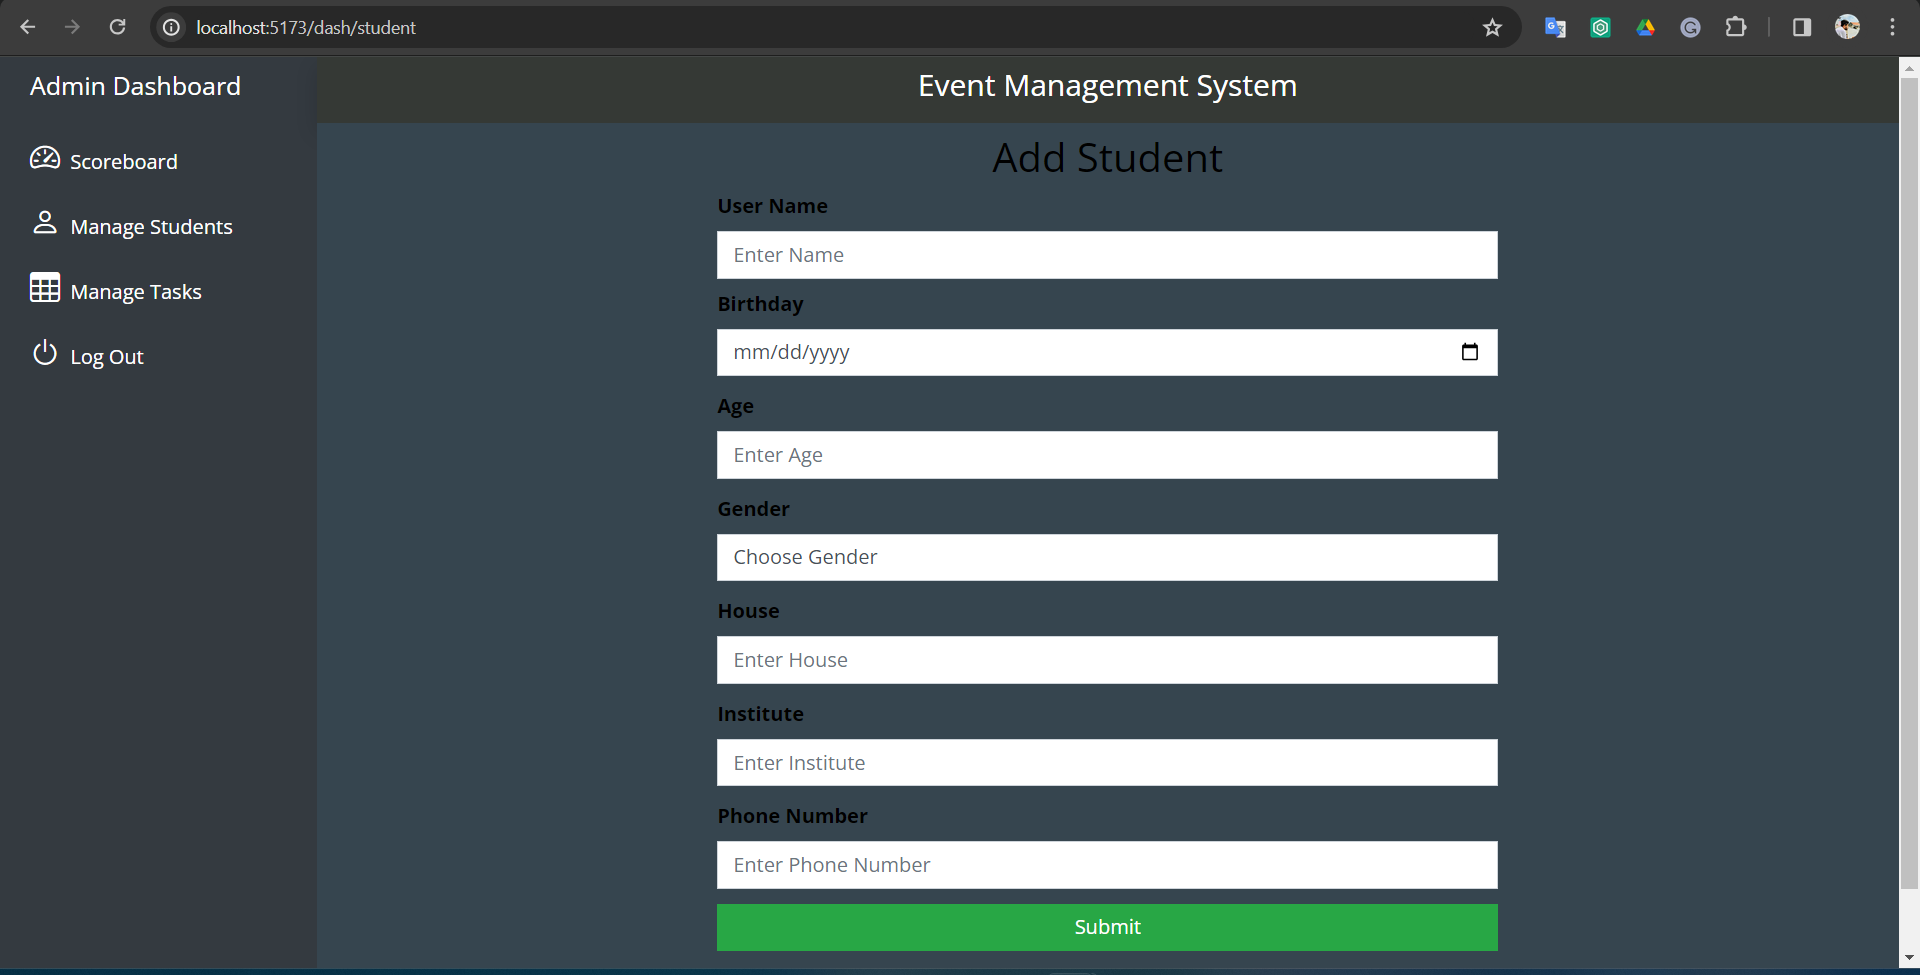 localhost:5173/dash/student
Admin Dashboard
Scoreboard
Manage Students
Manage Tasks
Log Out
Event Management System
Add Student
User Name
Enter Name
Birthday
mm/dd/yyyy
Age
Enter Age
Gender
Choose Gender
House
Enter House
Institute
Enter Institute
Phone Number
Enter Phone Number
Submit